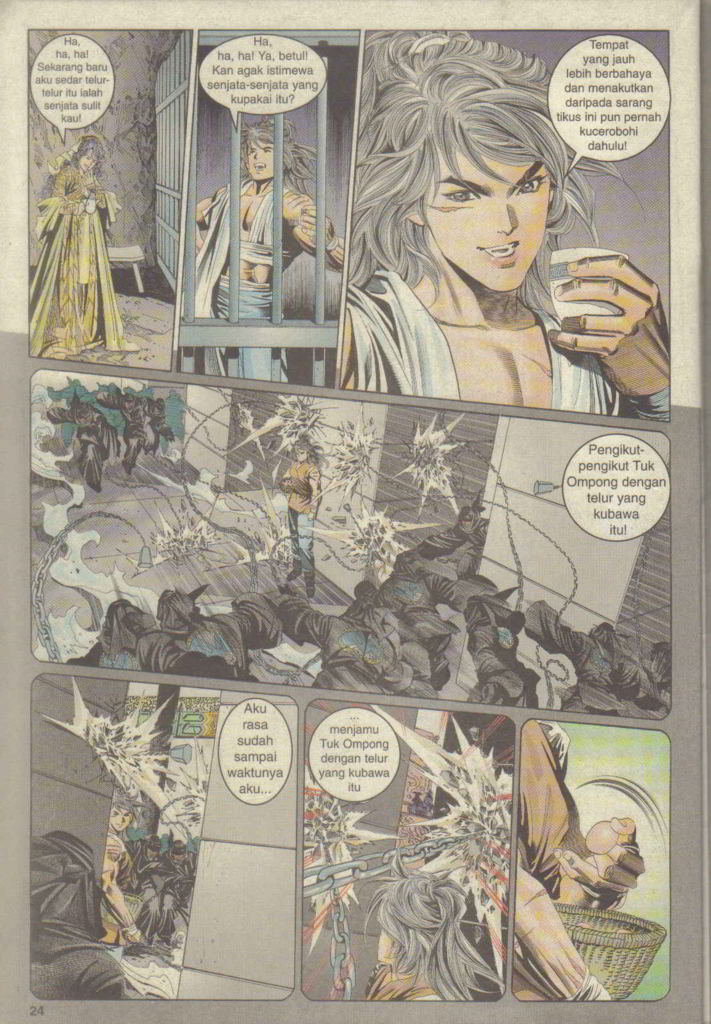 Ha,
ha, ha!
Sekarang baru
aku sedar telur-
telur itu ialah
senjata sulit
kau!
Ha,
ha, ha! Ya, betul!
Kan agak istimewa
senjata-senjata yang
kupakai itu?
Tempat
yang jauh
lebih berbahaya
dan menakutkan
daripada sarang
tikus ini pun pernah
kucerobohi
dahulu!
Pengikut-
pengikut Tuk
Ompong dengan
telur yang
kubawa
itu!
Aku
rasa
sudah
sampai
waktunya
aku...
...
menjamu
Tuk Ompong
dengan telur
yang kubawa
itu
24